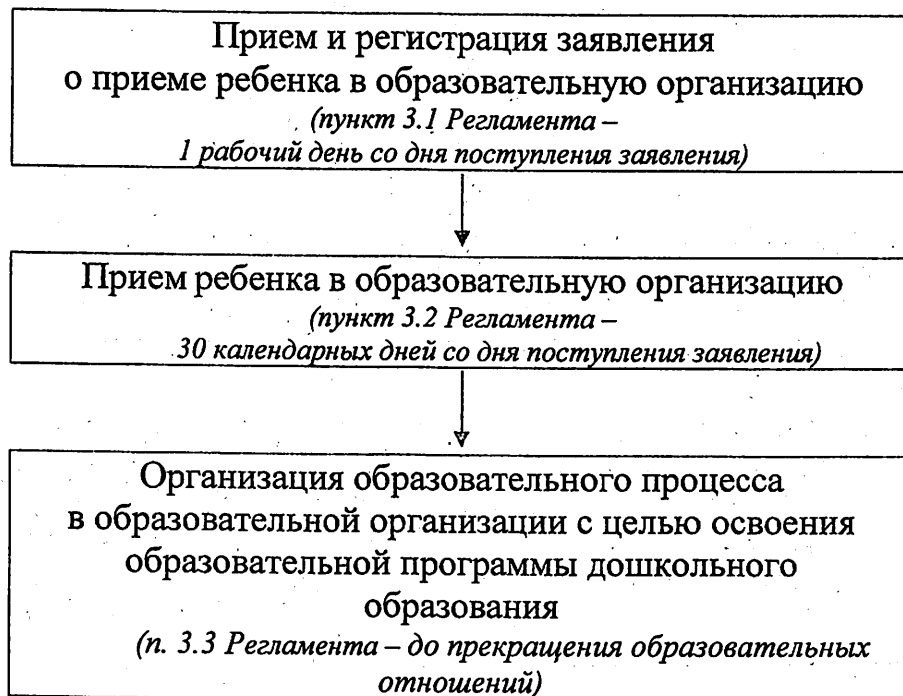 Прием и регистрация заявления
о приеме ребенка в образовательную организацию
(пункт 3.1 Регламента –
1 рабочий день со дня поступления заявления)
Прием ребенка в образовательную организацию
(пункт 3.2 Регламента –
30 календарных дней со дня поступления заявления)
Организация образовательного процесса
в образовательной организации с целью освоения
образовательной программы дошкольного
образования
(п. 3.3 Регламента – до прекращения образовательных
отношений)